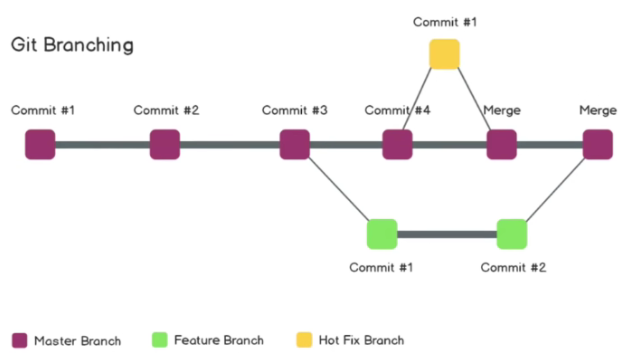 Commit #1
Git Branching
Commit #1
Commit #2
Commit #3
Commit #4
Merge
Merge
Commit #1
Commit #2
Master Branch
Feature Branch
Hot Fix Branch